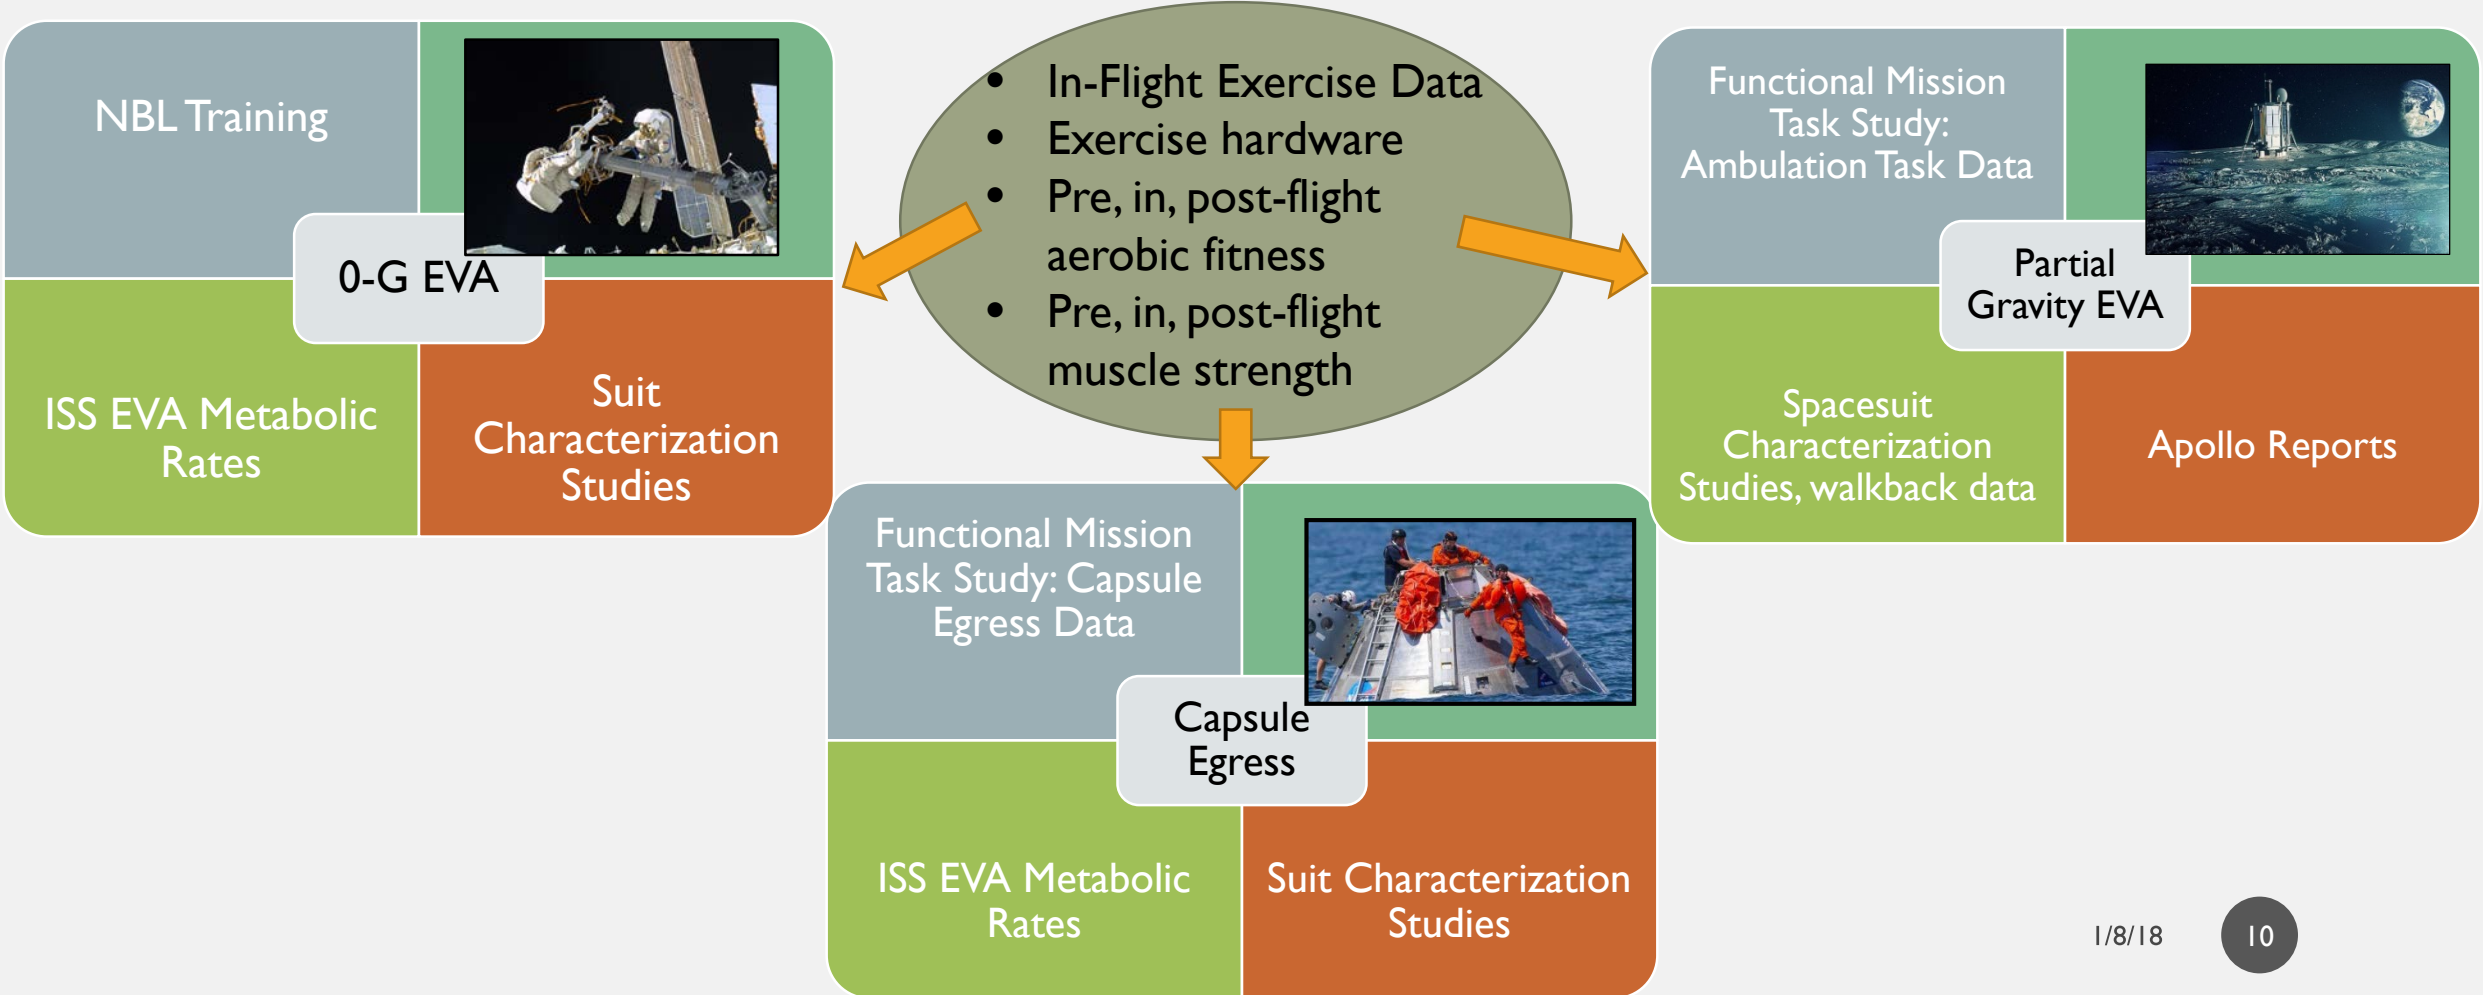 NBL Training
0-G EVA
ISS EVA Metabolic
Rates
Suit
Characterization
Studies
• In-Flight Exercise Data
• Exercise hardware
• Pre, in, post-flight
aerobic fitness
• Pre, in, post-flight
muscle strength
Functional Mission
Task Study:
Ambulation Task Data
Partial
Gravity EVA
Spacesuit
Characterization
Studies, walkback data
Apollo Reports
Functional Mission
Task Study: Capsule
Egress Data
Capsule
Egress
ISS EVA Metabolic
Rates
Suit Characterization
Studies
1/8/18
10